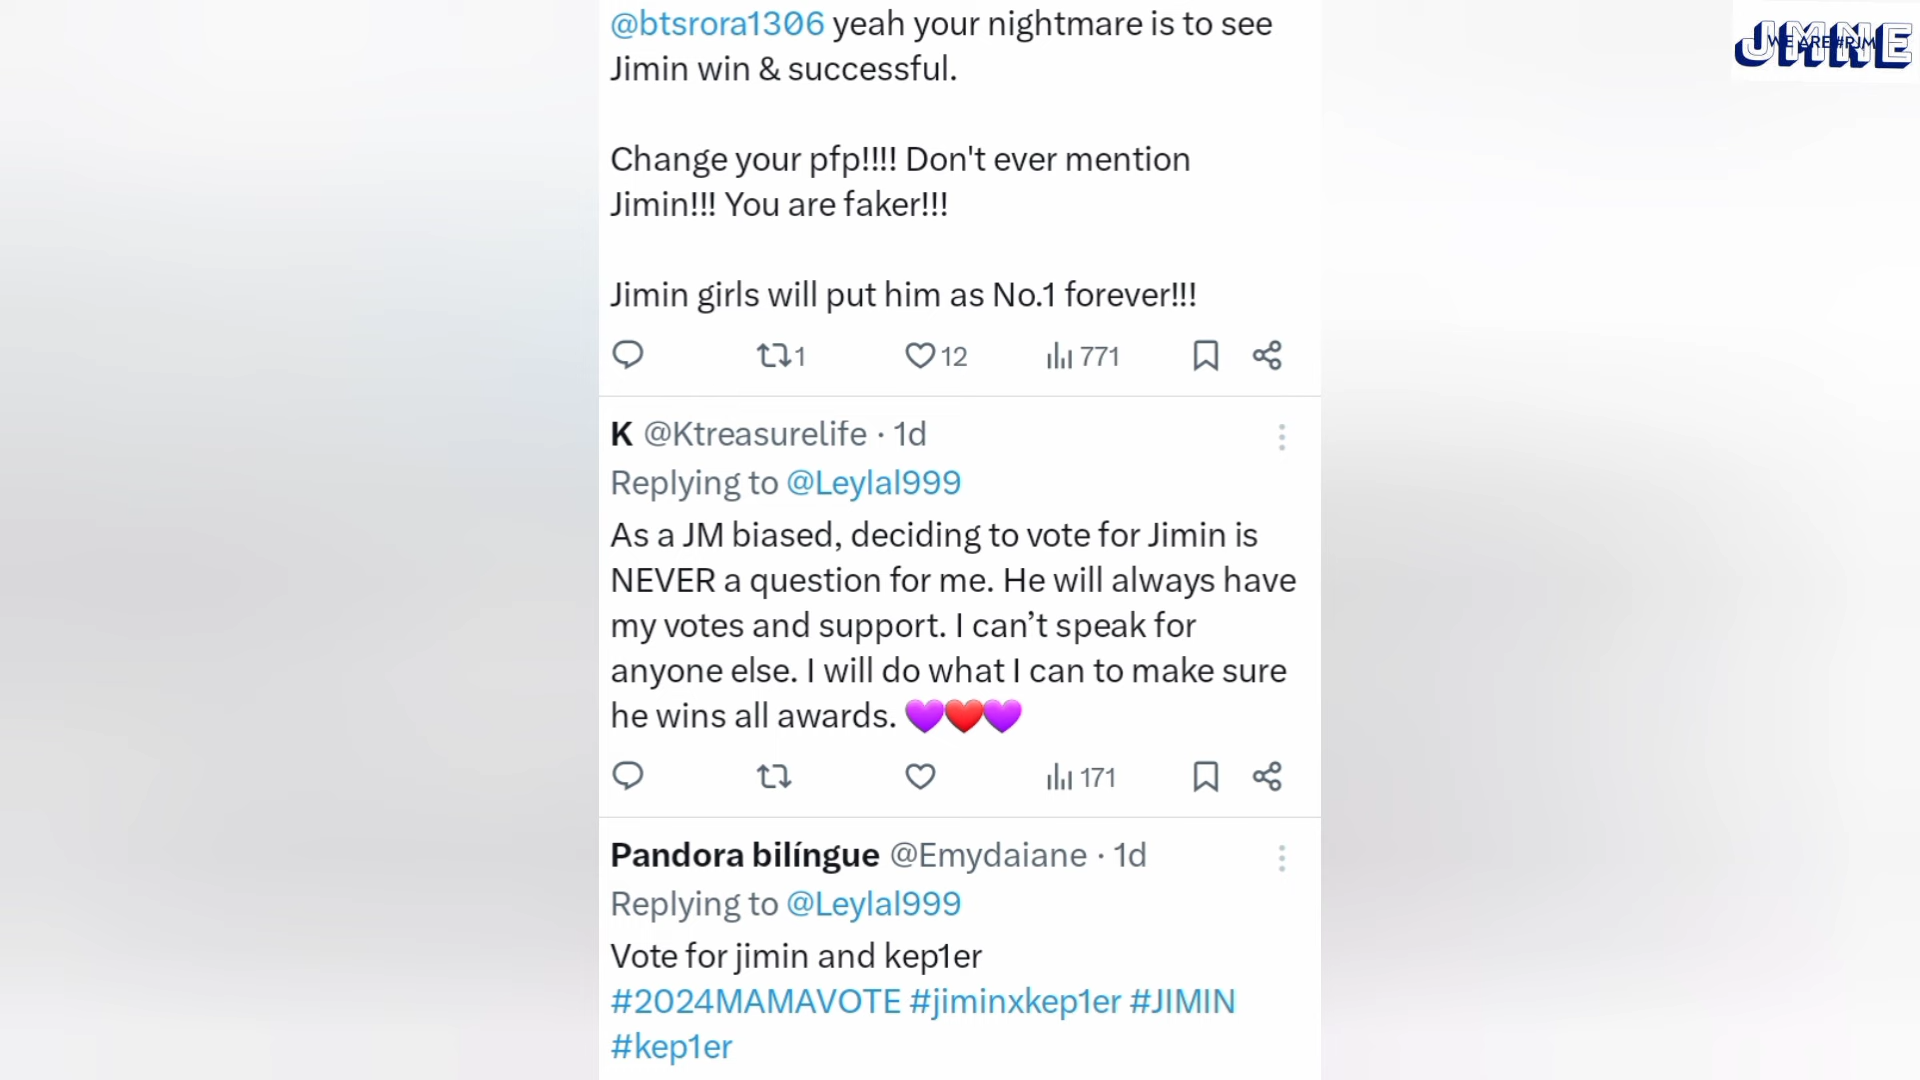 @btsrora1306 yeah your nightmare is to see
Jimin win & successful.
Change your pfp!!!! Don't ever mention
Jimin!!! You are faker!!!
Jimin girls will put him as No.1 forever!!!
1 12 771
K @Ktreasurelife · 1d
Replying to @Leylal999
As a JM biased, deciding to vote for Jimin is
NEVER a question for me. He will always have
my votes and support. I can’t speak for
anyone else. I will do what I can to make sure
he wins all awards. 💜❤️💜
171
Pandora bilíngue @Emydaiane · 1d
Replying to @Leylal999
Vote for jimin and kep1er
#2024MAMAVOTE #jiminxkep1er #JIMIN
#kep1er
JMNE
WE ARE #PJM